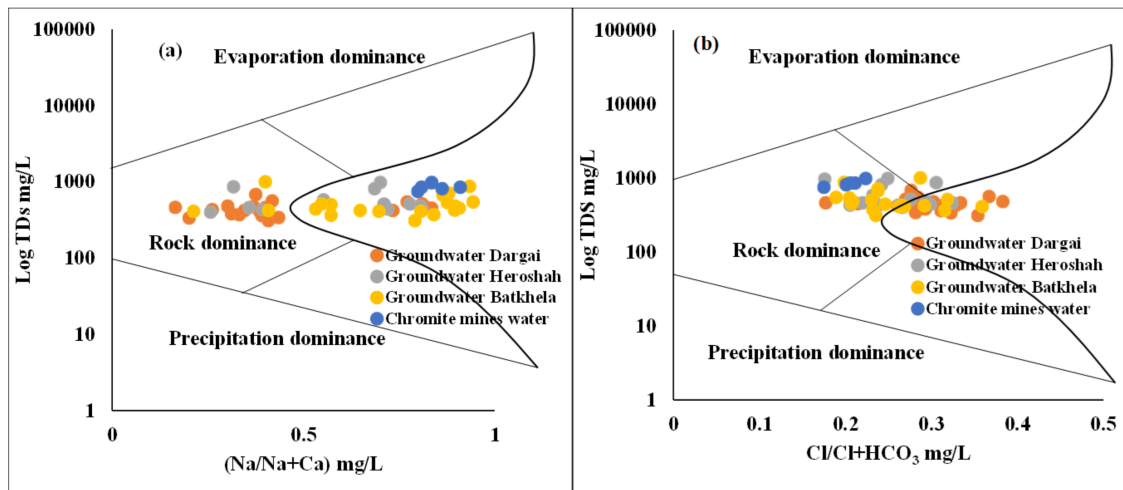 (a)
Evaporation dominance
Rock dominance
Precipitation dominance
Log TDs mg/L
100000
10000
1000
100
10
1
0
0.5
1
(Na/Na+Ca) mg/L
Groundwater Dargai
Groundwater Heroshah
Groundwater Batkhela
Chromite mines water
(b)
Evaporation dominance
Rock dominance
Precipitation dominance
Log TDS mg/L
100000
10000
1000
100
10
1
0
0.1
0.2
0.3
0.4
0.5
Cl/Cl+HCO₃ mg/L
Groundwater Dargai
Groundwater Heroshah
Groundwater Batkhela
Chromite mines water